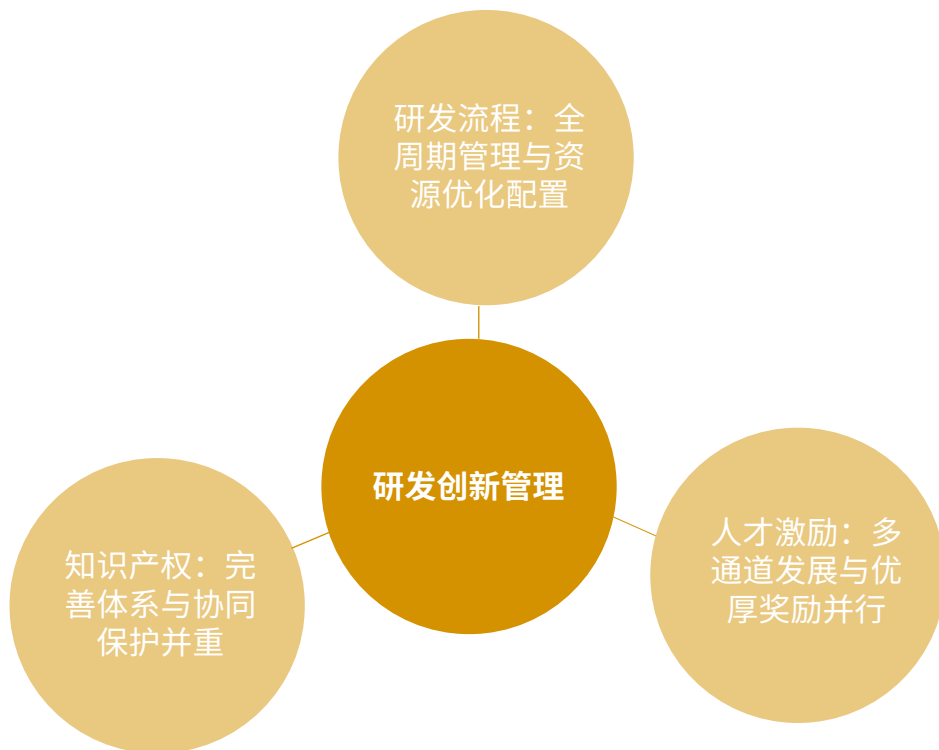 研发流程：全
周期管理与资
源优化配置
研发创新管理
知识产权：完
善体系与协同
保护并重
人才激励：多
通道发展与优
厚奖励并行